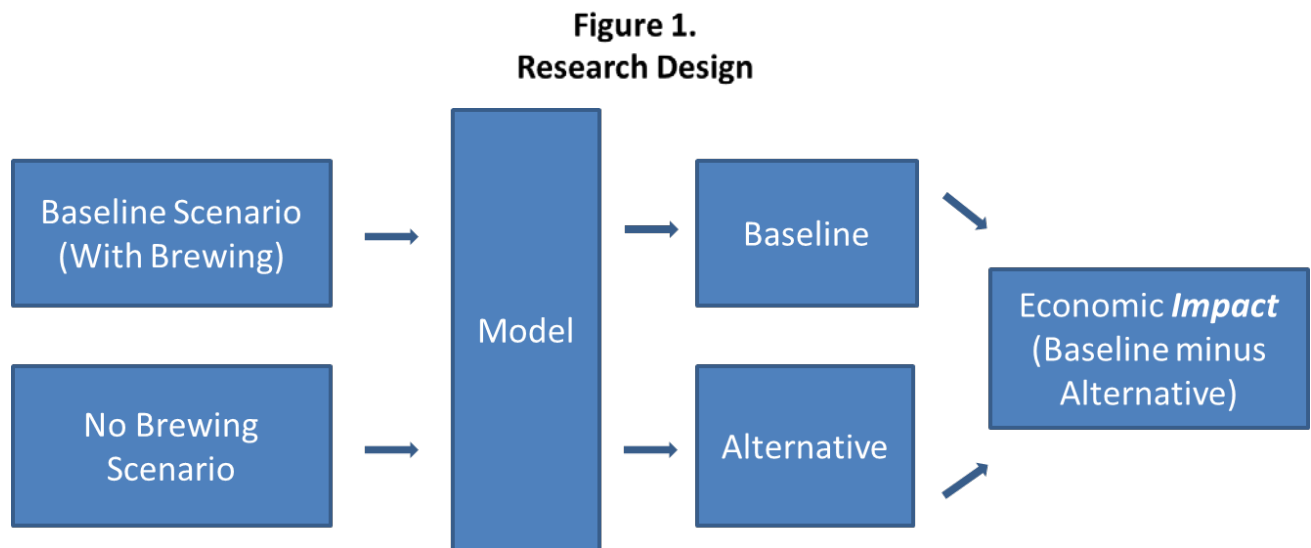 Figure 1.
Research Design
Baseline Scenario
(With Brewing)
No Brewing
Scenario
Model
Baseline
Alternative
Economic Impact
(Baseline minus
Alternative)